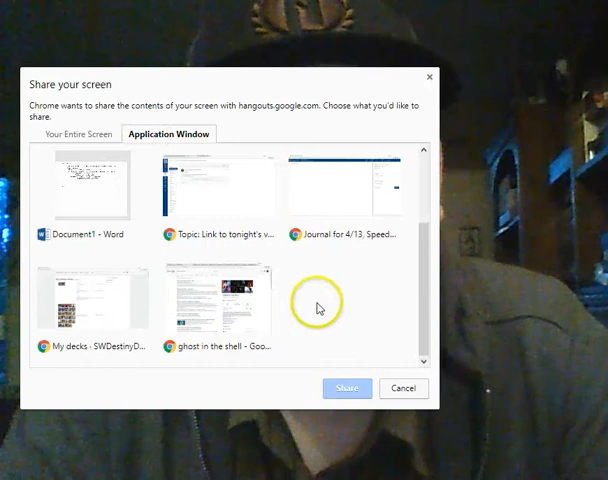 Share your screen
Chrome wants to share the contents of your screen with hangouts.google.com. Choose what you'd like to
share.
Your Entire Screen
Application Window
Document1 - Word
Topic: Link to tonight's v...
Journal for 4/13, Speed...
My decks · SWDestinyD...
ghost in the shell - Goo...
Share
Cancel